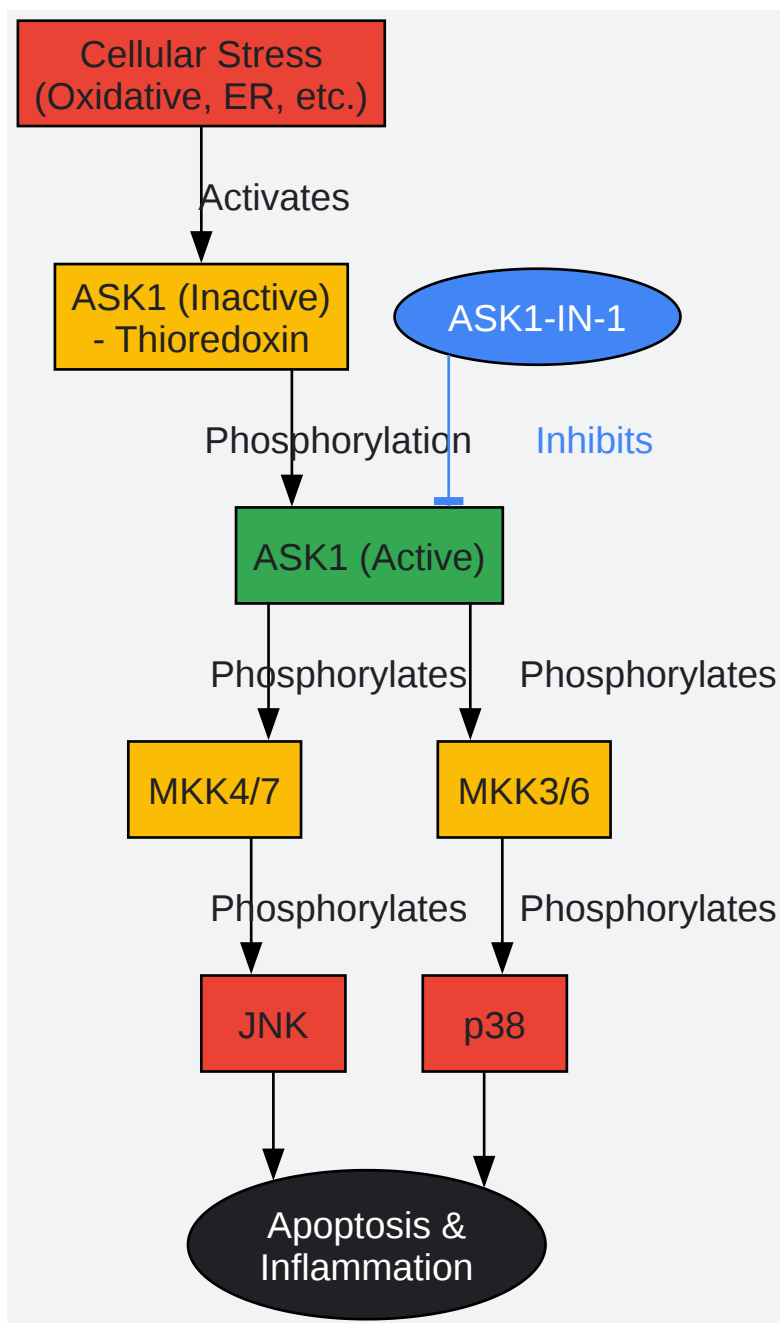 Cellular Stress
(Oxidative, ER, etc.)
Activates
ASK1 (Inactive)
- Thioredoxin
ASK1-IN-1
Phosphorylation
Inhibits
ASK1 (Active)
Phosphorylates
Phosphorylates
MKK4/7
MKK3/6
Phosphorylates
Phosphorylates
JNK
p38
Apoptosis &
Inflammation